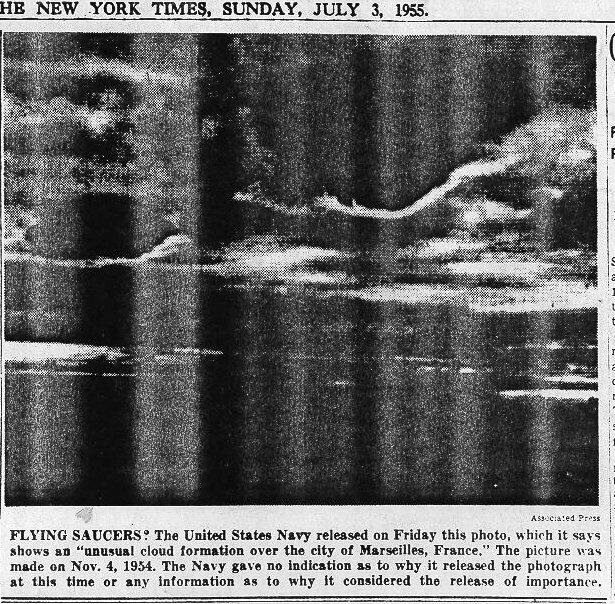 HE NEW YORK TIMES, SUNDAY, JULY 3, 1955.
Associated Press
FLYING SAUCERS? The United States Navy released on Friday this photo, which it says
shows an "unusual cloud formation over the city of Marseilles, France." The picture was
made on Nov. 4, 1954. The Navy gave no indication as to why it released the photograph
at this time or any information as to why it considered the release of importance.